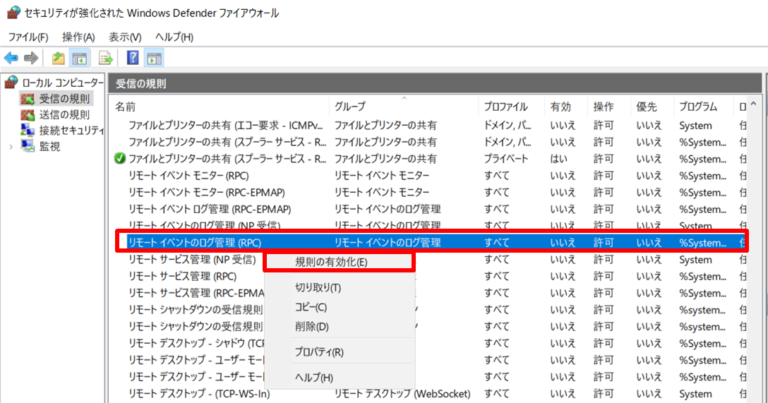 セキュリティが強化された Windows Defender ファイアウォール
ファイル(F) 操作(A) 表示(V) ヘルプ(H)
ローカル コンピューター
受信の規則
送信の規則
接続セキュリティ
監視
受信の規則
名前 グループ プロファイル 有効 操作 優先 プログラム ロ
ファイルとプリンターの共有 (エコー要求 - ICMPv... ファイルとプリンターの共有 ドメイン, パ... いいえ 許可 いいえ System 任
ファイルとプリンターの共有 (スプーラー サービス - R... ファイルとプリンターの共有 ドメイン, パ... いいえ 許可 いいえ %System... 任
ファイルとプリンターの共有 (スプーラー サービス - R... ファイルとプリンターの共有 プライベート はい 許可 いいえ %System... 任
リモート イベント モニター (RPC) リモート イベント モニター すべて いいえ 許可 いいえ %System... 任
リモート イベント モニター (RPC-EPMAP) リモート イベント モニター すべて いいえ 許可 いいえ %System... 任
リモート イベント ログ管理 (RPC-EPMAP) リモート イベントのログ管理 すべて いいえ 許可 いいえ %System... 任
リモート イベントのログ管理 (NP 受信) リモート イベントのログ管理 すべて いいえ 許可 いいえ System 任
リモート イベントのログ管理 (RPC) リモート イベントのログ管理 すべて いいえ 許可 いいえ %System... 任
リモート サービス管理 (NP 受信) すべて いいえ 許可 いいえ System 任
リモート サービス管理 (RPC) すべて いいえ 許可 いいえ %System... 任
リモート サービス管理 (RPC-EPMA すべて いいえ 許可 いいえ %System... 任
リモート シャットダウンの受信規則 すべて いいえ 許可 いいえ %System... 任
リモート シャットダウンの受信規則 すべて いいえ 許可 いいえ %System... 任
リモート デスクトップ - シャドウ (TCP すべて いいえ 許可 いいえ %System... 任
リモート デスクトップ - ユーザー モー すべて いいえ 許可 いいえ %System... 任
リモート デスクトップ - ユーザー モー すべて いいえ 許可 いいえ %System... 任
リモート デスクトップ - (TCP-WS-In) リモート デスクトップ (WebSocket) すべて いいえ 許可 いいえ System 任
規則の有効化(E)
切り取り(T)
コピー(C)
削除(D)
プロパティ(R)
ヘルプ(H)